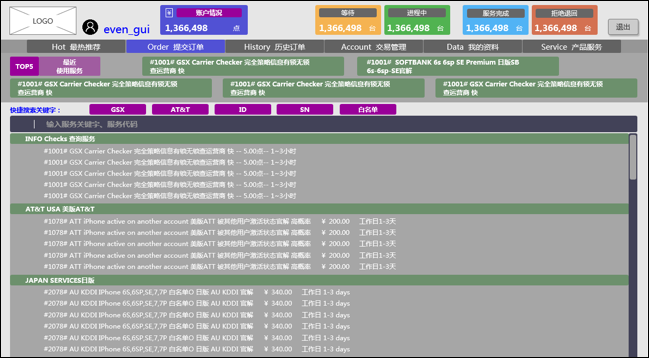 LOGO
even_gui
¥ 账户情况
1,366,498 点
等待
1,366,498 台
进程中
1,366,498 台
服务完成
1,366,498 台
拒绝退回
1,366,498 台
退出
Hot 最热推荐
Order 提交订单
History 历史订单
Account 交易管理
Data 我的资料
Service 产品服务
TOP5
最近
使用服务
#1001# GSX Carrier Checker 完全策略信息有锁无锁
查运营商 快
#1001# SOFTBANK 6s 6sp SE Premium 日版SB
6s-6sp-SE官解
#1001# GSX Carrier Checker 完全策略信息有锁无锁
查运营商 快
#1001# GSX Carrier Checker 完全策略信息有锁无锁
查运营商 快
#1001# GSX Carrier Checker 完全策略信息有锁无锁
查运营商 快
快捷搜索关键字：
GSX
AT&T
ID
SN
白名单
输入服务关键字、服务代码
INFO Checks 查询服务
#1001# GSX Carrier Checker 完全策略信息有锁无锁查运营商 快 -- 5.00点-- 1~3小时
#1001# GSX Carrier Checker 完全策略信息有锁无锁查运营商 快 -- 5.00点-- 1~3小时
#1001# GSX Carrier Checker 完全策略信息有锁无锁查运营商 快 -- 5.00点-- 1~3小时
#1001# GSX Carrier Checker 完全策略信息有锁无锁查运营商 快 -- 5.00点-- 1~3小时
#1001# GSX Carrier Checker 完全策略信息有锁无锁查运营商 快 -- 5.00点-- 1~3小时
AT&T USA 美版AT&T
#1078# ATT iPhone active on another account 美版ATT 被其他用户激活状态官解 高概率 ¥ 200.00 工作日1-3天
#1078# ATT iPhone active on another account 美版ATT 被其他用户激活状态官解 高概率 ¥ 200.00 工作日1-3天
#1078# ATT iPhone active on another account 美版ATT 被其他用户激活状态官解 高概率 ¥ 200.00 工作日1-3天
#1078# ATT iPhone active on another account 美版ATT 被其他用户激活状态官解 高概率 ¥ 200.00 工作日1-3天
#1078# ATT iPhone active on another account 美版ATT 被其他用户激活状态官解 高概率 ¥ 200.00 工作日1-3天
JAPAN SERVICES日版
#2078# AU KDDI IPhone 6S,6SP,SE,7,7P 白名单O 日版 AU KDDI 官解 ¥ 340.00 工作日 1-3 days
#2078# AU KDDI IPhone 6S,6SP,SE,7,7P 白名单O 日版 AU KDDI 官解 ¥ 340.00 工作日 1-3 days
#2078# AU KDDI IPhone 6S,6SP,SE,7,7P 白名单O 日版 AU KDDI 官解 ¥ 340.00 工作日 1-3 days
#2078# AU KDDI IPhone 6S,6SP,SE,7,7P 白名单O 日版 AU KDDI 官解 ¥ 340.00 工作日 1-3 days
#2078# AU KDDI IPhone 6S,6SP,SE,7,7P 白名单O 日版 AU KDDI 官解 ¥ 340.00 工作日 1-3 days
#2078# AU KDDI IPhone 6S,6SP,SE,7,7P 白名单O 日版 AU KDDI 官解 ¥ 340.00 工作日 1-3 days